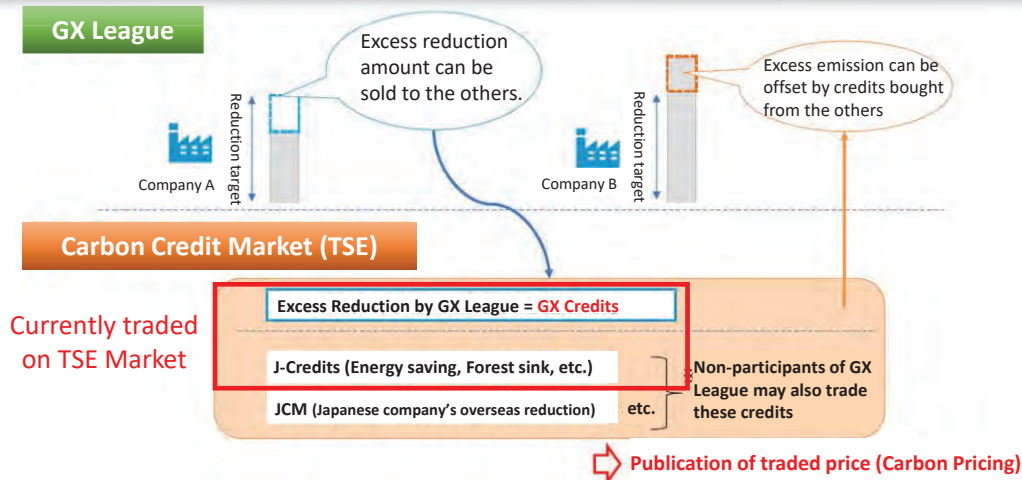 GX League
Excess reduction
amount can be
sold to the others.
Excess emission can be
offset by credits bought
from the others
Reduction target
Company A
Reduction target
Company B
Carbon Credit Market (TSE)
Currently traded
on TSE Market
Excess Reduction by GX League = GX Credits
J-Credits (Energy saving, Forest sink, etc.)
JCM (Japanese company's overseas reduction)
etc.
Non-participants of GX
League may also trade
these credits
Publication of traded price (Carbon Pricing)